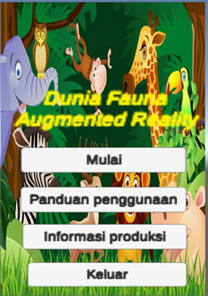 Dunia Fauna
Augmented Reality
Mulai
Panduan penggunaan
Informasi produksi
Keluar